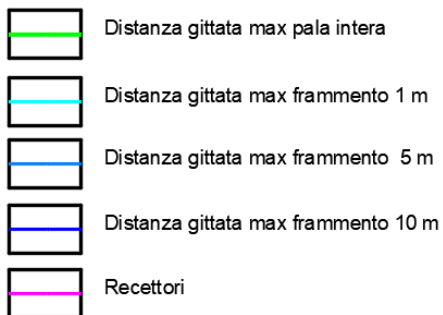 Distanza gittata max pala intera
Distanza gittata max frammento 1 m
Distanza gittata max frammento 5 m
Distanza gittata max frammento 10 m
Recettori